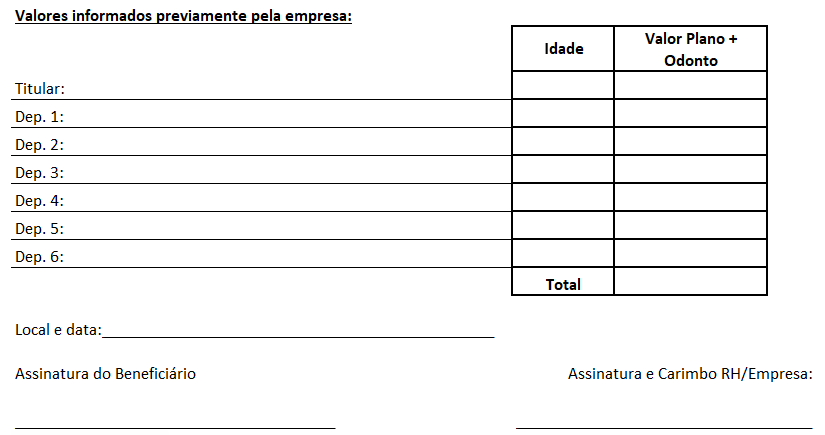 Valores informados previamente pela empresa:
Idade
Valor Plano +
Odonto
Titular:
Dep. 1:
Dep. 2:
Dep. 3:
Dep. 4:
Dep. 5:
Dep. 6:
Total
Local e data:
Assinatura do Beneficiário
Assinatura e Carimbo RH/Empresa: